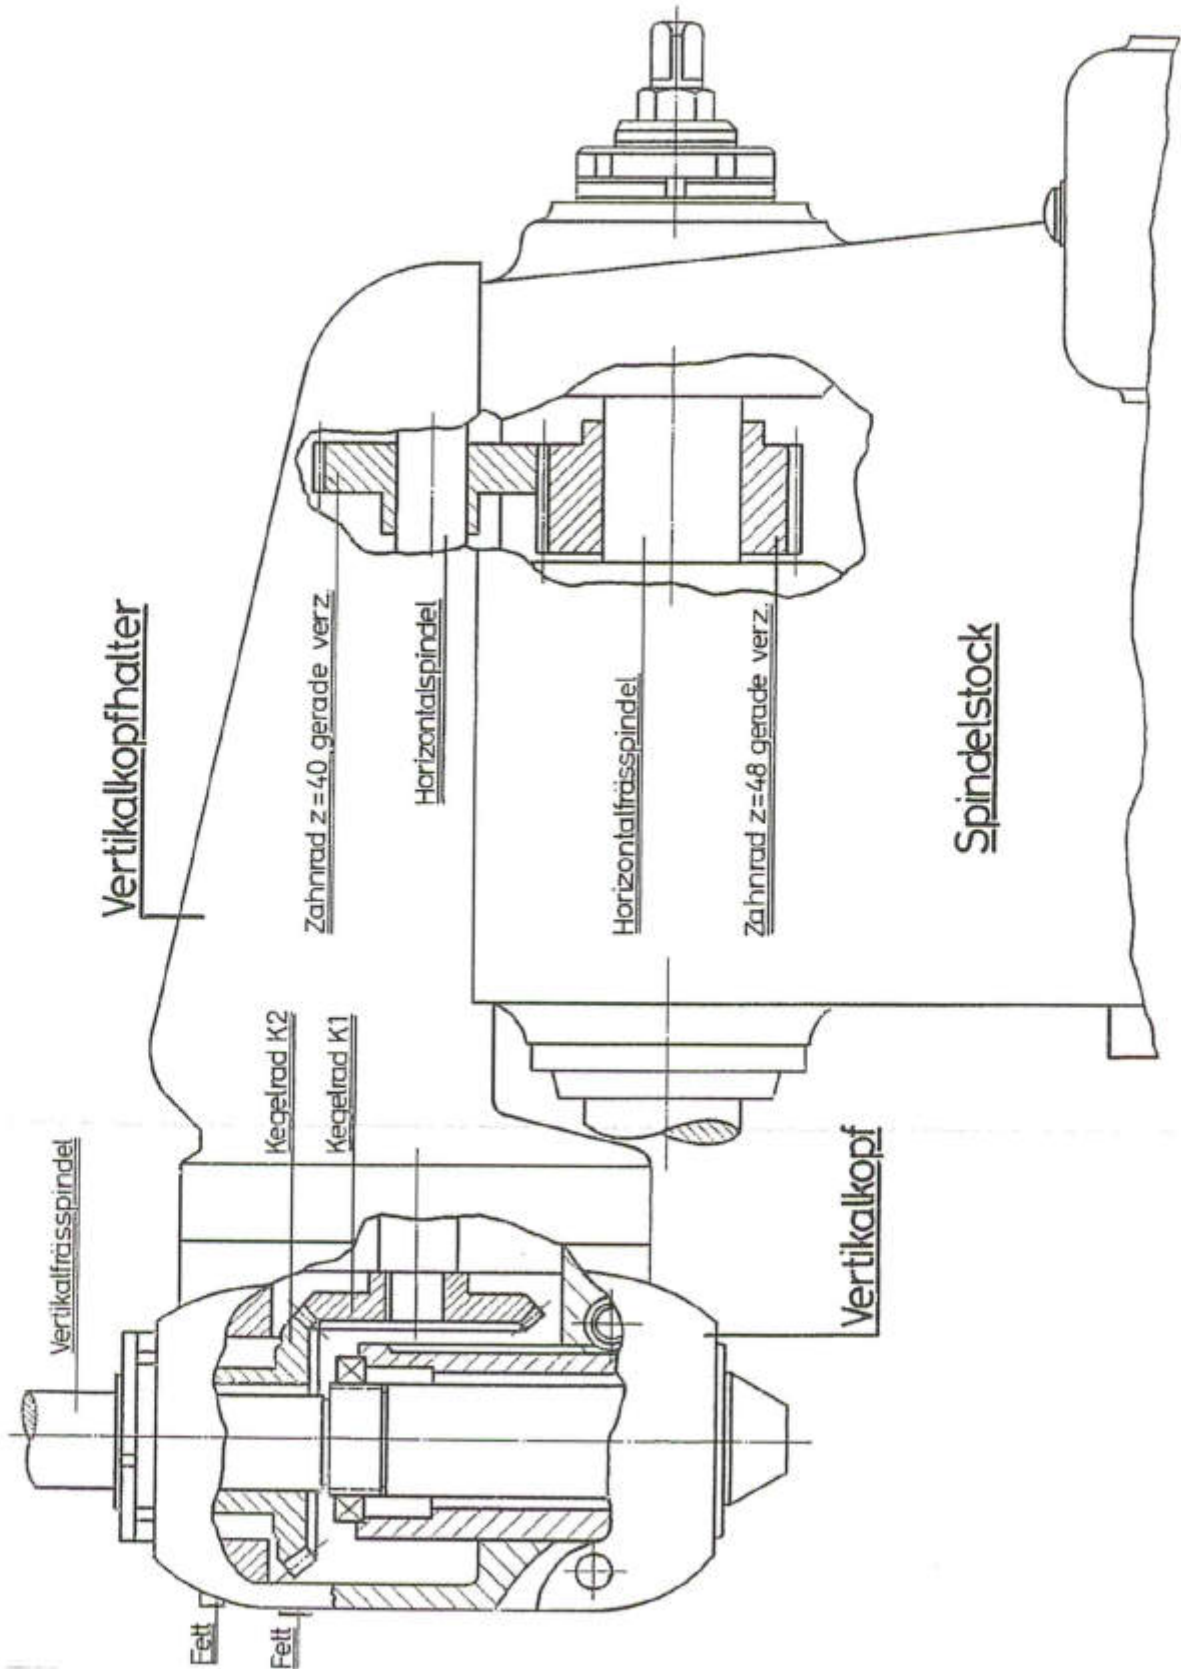 Vertikalfrässpindel
Vertikalkopfhalter
Kegelrad K2
Kegelrad K1
Zahnrad z=40 gerade verz.
Horizontalspindel
Horizontalfrässpindel
Zahnrad z=48 gerade verz.
Spindelstock
Vertikalkopf
Fett
Fett